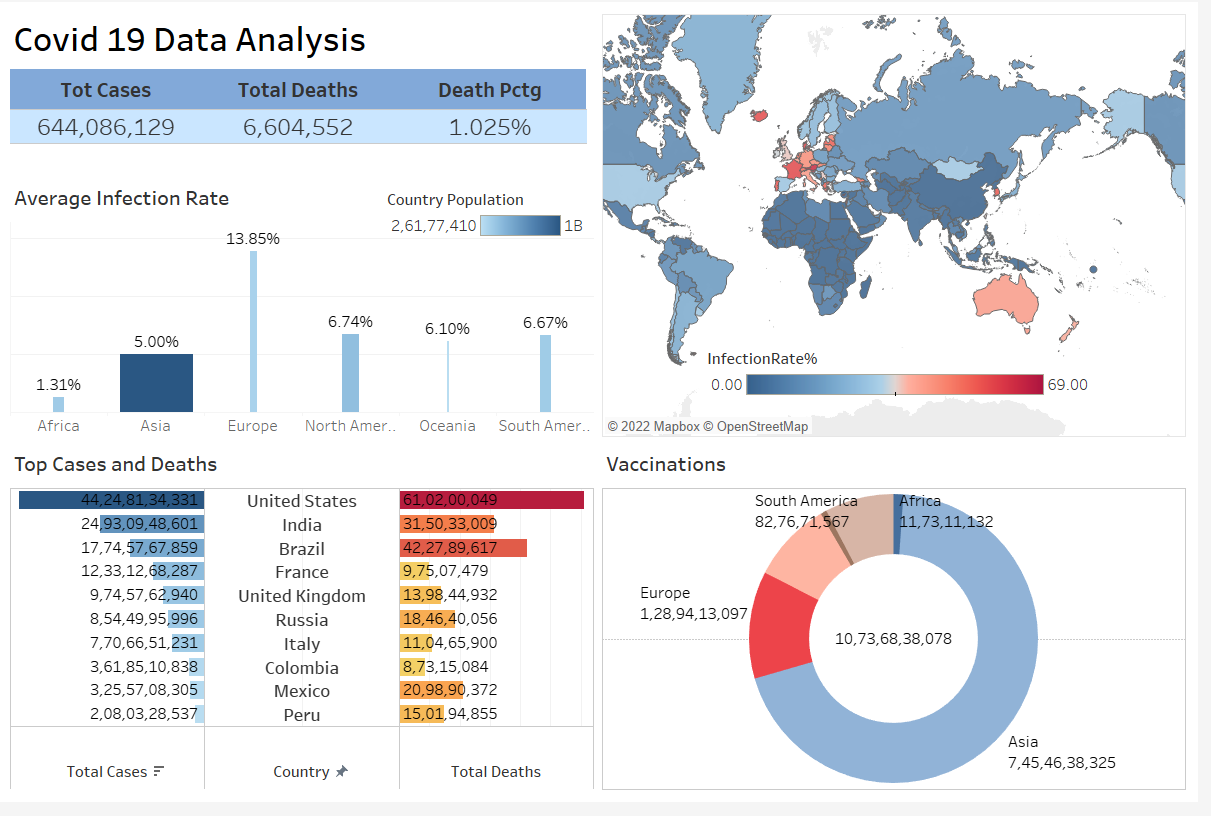 Covid 19 Data Analysis
Tot Cases Total Deaths Death Pctg
644,086,129 6,604,552 1.025%
Average Infection Rate
Country Population
2,61,77,410 1B
13.85%
6.74%
6.10%
6.67%
5.00%
1.31%
Africa Asia Europe North Amer.. Oceania South Amer..
InfectionRate%
0.00 69.00
© 2022 Mapbox © OpenStreetMap
Top Cases and Deaths
44,24,81,34,331 United States 61,02,00,049
24,93,09,48,601 India 31,50,33,009
17,74,57,67,859 Brazil 42,27,89,617
12,33,12,68,287 France 9,75,07,479
9,74,57,62,940 United Kingdom 13,98,44,932
8,54,49,95,996 Russia 18,46,40,056
7,70,66,51,231 Italy 11,04,65,900
3,61,85,10,838 Colombia 8,73,15,084
3,25,57,08,305 Mexico 20,98,90,372
2,08,03,28,537 Peru 15,01,94,855
Total Cases Country Total Deaths
Vaccinations
South America
82,76,71,567
Africa
11,73,11,132
Europe
1,28,94,13,097
10,73,68,38,078
Asia
7,45,46,38,325